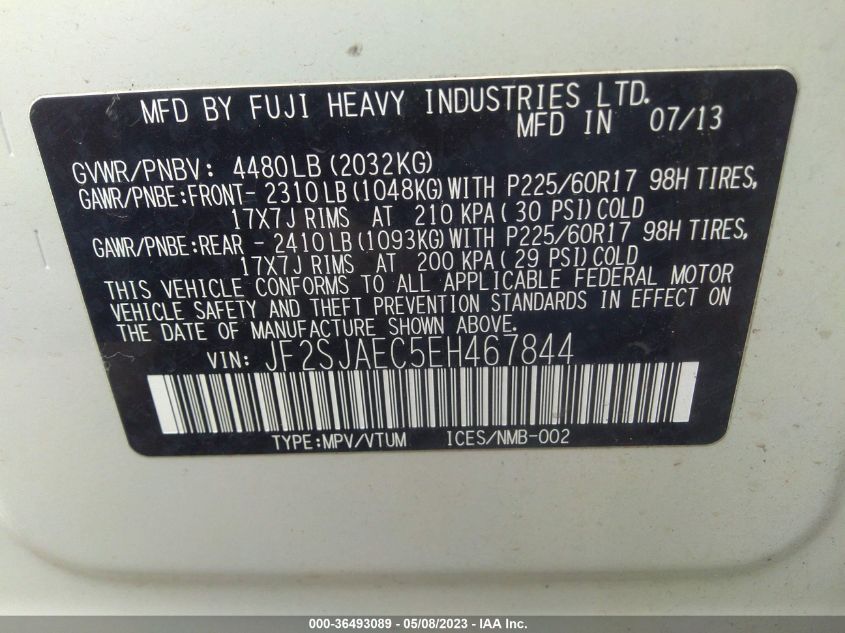 MFD BY FUJI HEAVY INDUSTRIES LTD.
MFD IN 07/13
GVWR/PNBV: 4480LB (2032KG)
GAWR/PNBE:FRONT- 2310LB (1048KG) WITH P225/60R17 98H TIRES,
17X7J RIMS AT 210 KPA( 30 PSI) COLD
GAWR/PNBE:REAR - 2410LB (1093KG) WITH P225/60R17 98H TIRES,
17X7J RIMS AT 200 KPA( 29 PSI) COLD
THIS VEHICLE CONFORMS TO ALL APPLICABLE FEDERAL MOTOR
VEHICLE SAFETY AND THEFT PREVENTION STANDARDS IN EFFECT ON
THE DATE OF MANUFACTURE SHOWN ABOVE.
VIN: JF2SJAEC5EH467844
TYPE:MPV/VTUM ICES/NMB-002
000-36493089 - 05/08/2023 - IAA Inc.